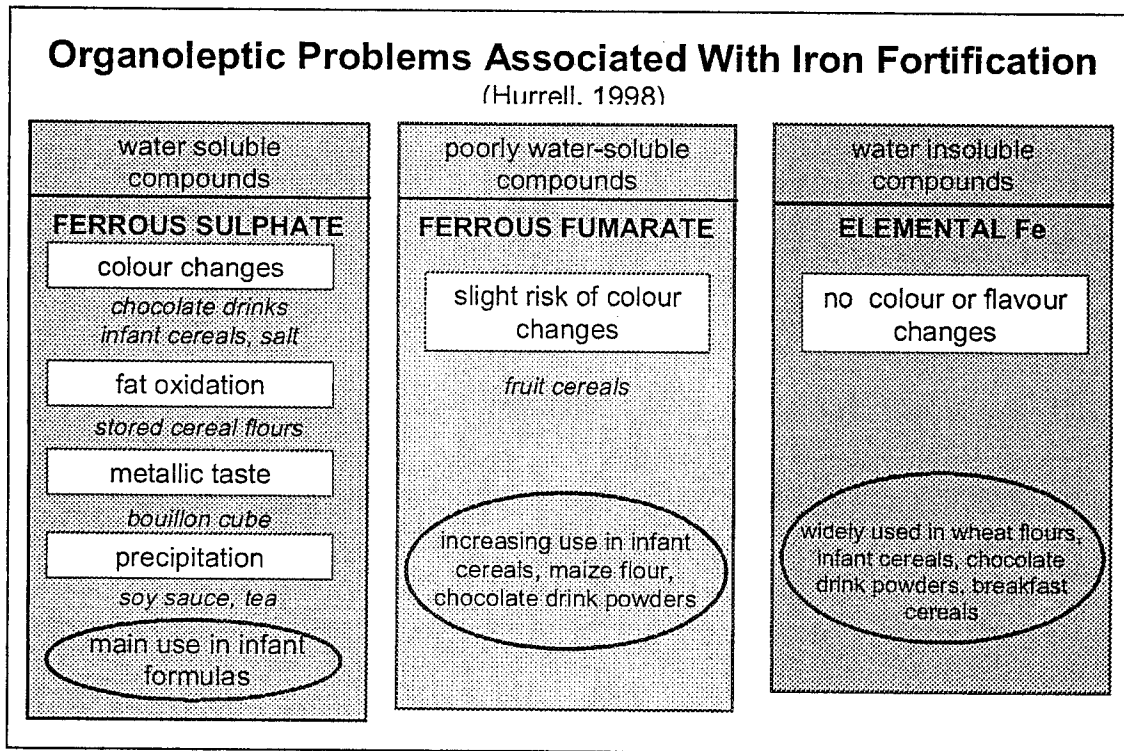 Organoleptic Problems Associated With Iron Fortification
(Hurrell, 1998)
water soluble
compounds
FERROUS SULPHATE
colour changes
chocolate drinks
infant cereals, salt
fat oxidation
stored cereal flours
metallic taste
bouillon cube
precipitation
soy sauce, tea
main use in infant
formulas
poorly water-soluble
compounds
FERROUS FUMARATE
slight risk of colour
changes
fruit cereals
increasing use in infant
cereals, maize flour,
chocolate drink powders
water insoluble
compounds
ELEMENTAL Fe
no colour or flavour
changes
widely used in wheat flours,
infant cereals, chocolate
drink powders, breakfast
cereals